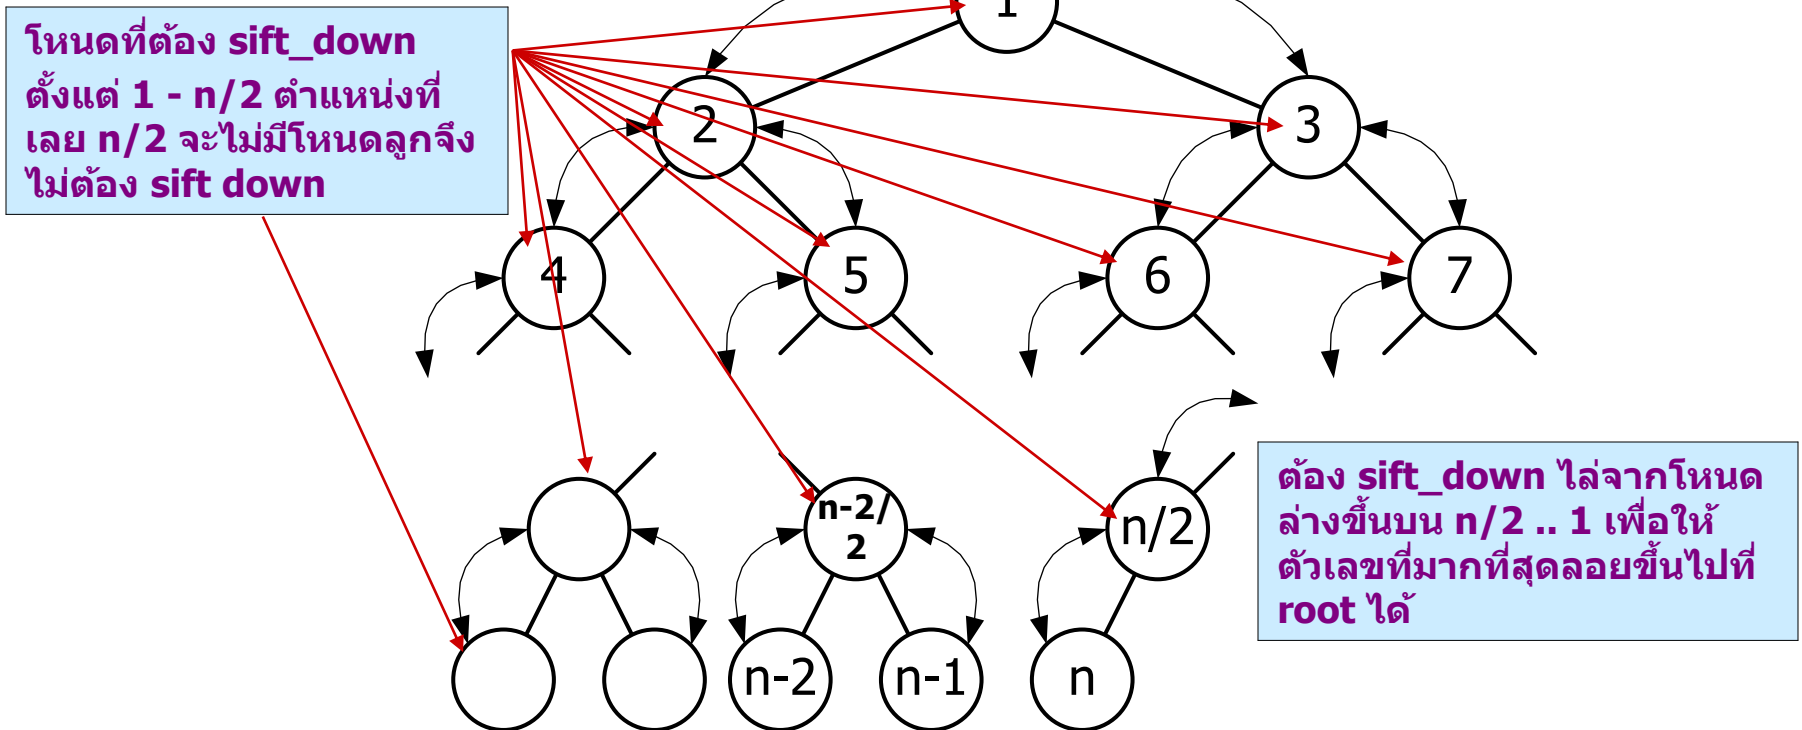 โหนดที่ต้อง sift_down
ตั้งแต่ 1 - n/2 ตำแหน่งที่
เลย n/2 จะไม่มีโหนดลูกจึง
ไม่ต้อง sift down
1
2
3
4
5
6
7
n-2/
2
n/2
ต้อง sift_down ไล่จากโหนด
ล่างขึ้นบน n/2 .. 1 เพื่อให้
ตัวเลขที่มากที่สุดลอยขึ้นไปที่
root ได้
n-2
n-1
n